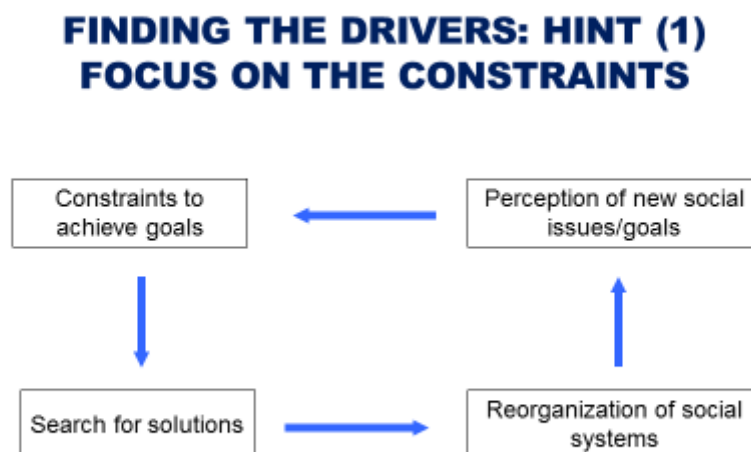 FINDING THE DRIVERS: HINT (1)
FOCUS ON THE CONSTRAINTS
Constraints to
achieve goals
Perception of new social
issues/goals
Search for solutions
Reorganization of social
systems